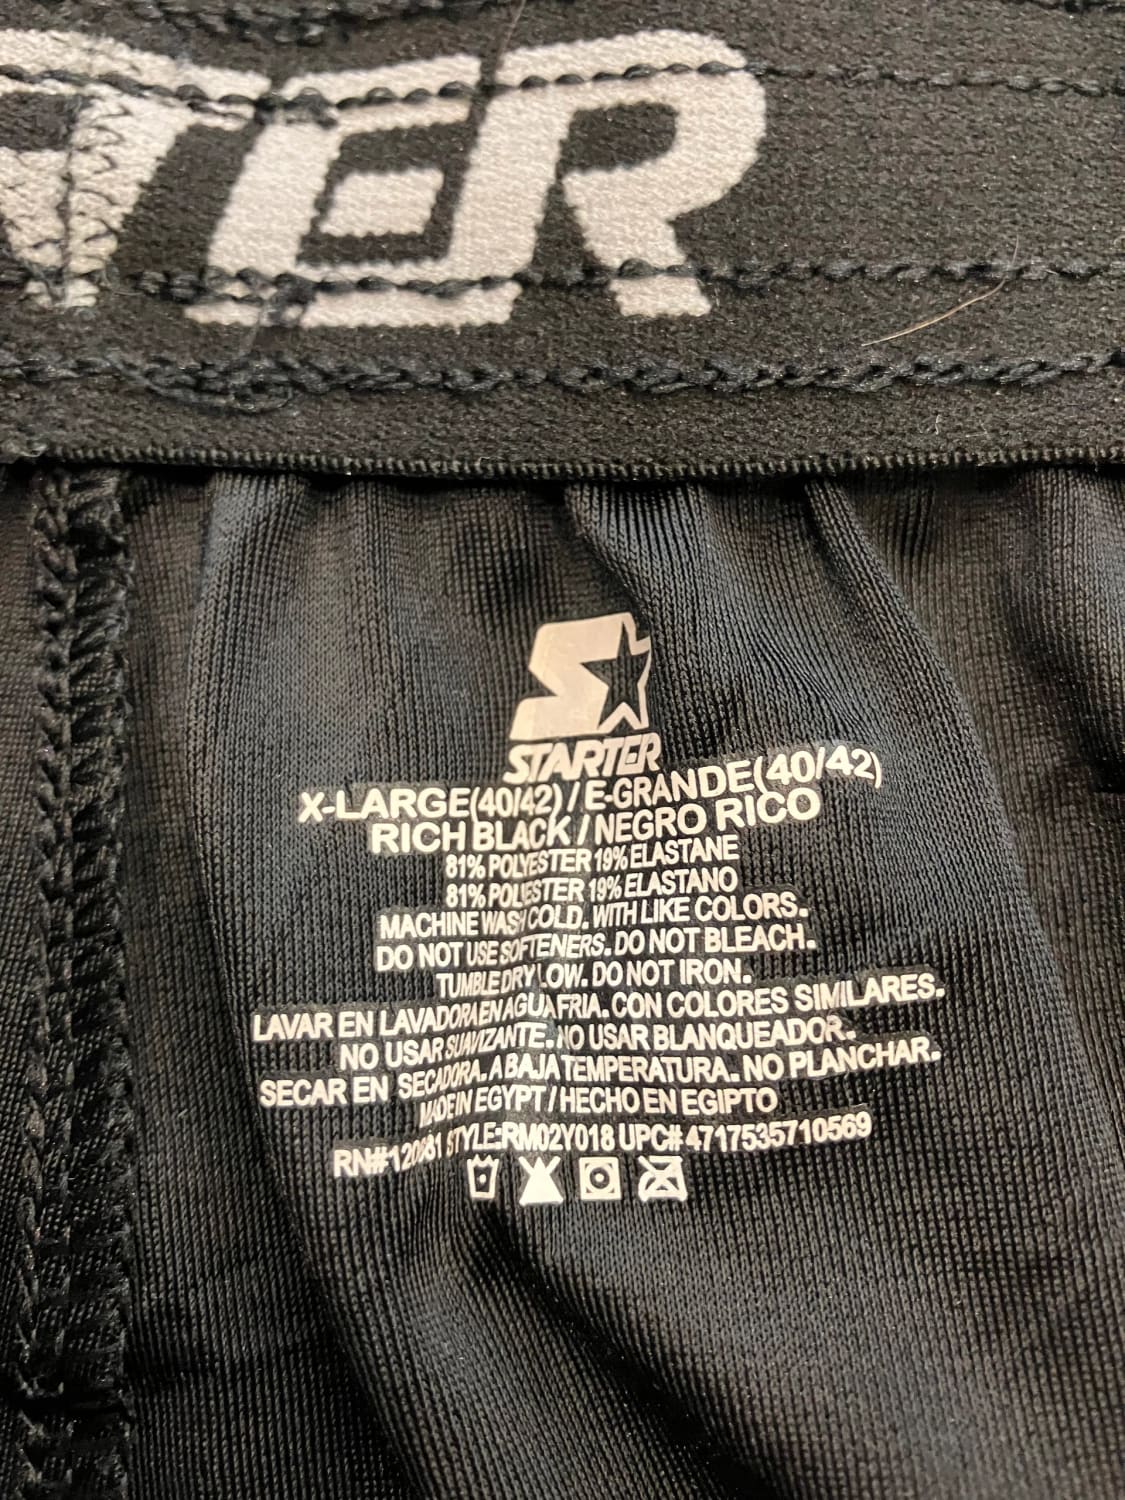 TER
STARTER
X-LARGE(40/42) / E-GRANDE(40/42)
RICH BLACK / NEGRO RICO
81% POLYESTER 19% ELASTANE
81% POLIESTER 19% ELASTANO
MACHINE WASH COLD. WITH LIKE COLORS.
DO NOT USE SOFTENERS. DO NOT BLEACH.
TUMBLE DRY LOW. DO NOT IRON.
LAVAR EN LAVADORA EN AGUA FRIA. CON COLORES SIMILARES.
NO USAR SUAVIZANTE. NO USAR BLANQUEADOR.
SECAR EN SECADORA. A BAJA TEMPERATURA. NO PLANCHAR.
MADE IN EGYPT / HECHO EN EGIPTO
STYLE:RM02Y018 UPC# 4717535710569